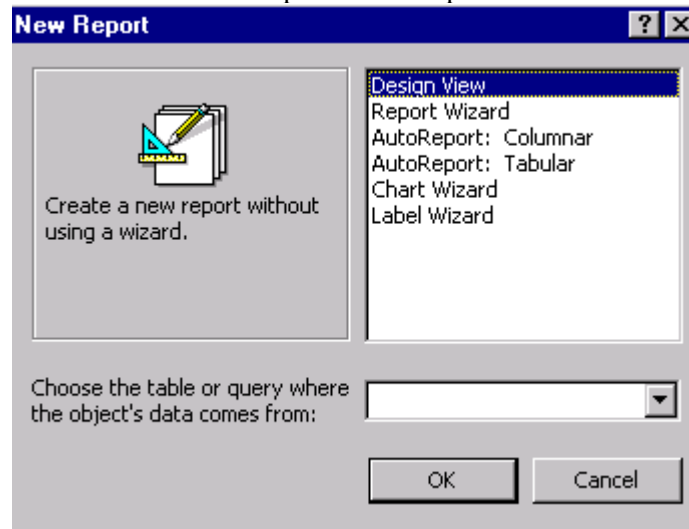 New Report
Design View
Report Wizard
AutoReport: Columnar
AutoReport: Tabular
Chart Wizard
Label Wizard
Create a new report without
using a wizard.
Choose the table or query where
the object's data comes from:
OK
Cancel